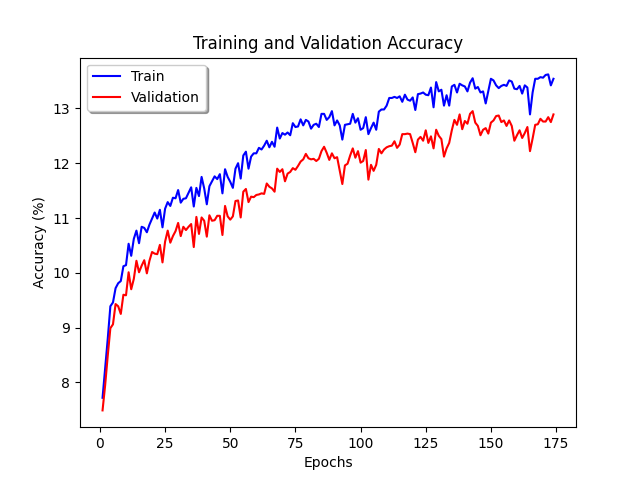 Training and Validation Accuracy
Train
Validation
Accuracy (%)
13
12
11
10
9
8
0 25 50 75 100 125 150 175
Epochs